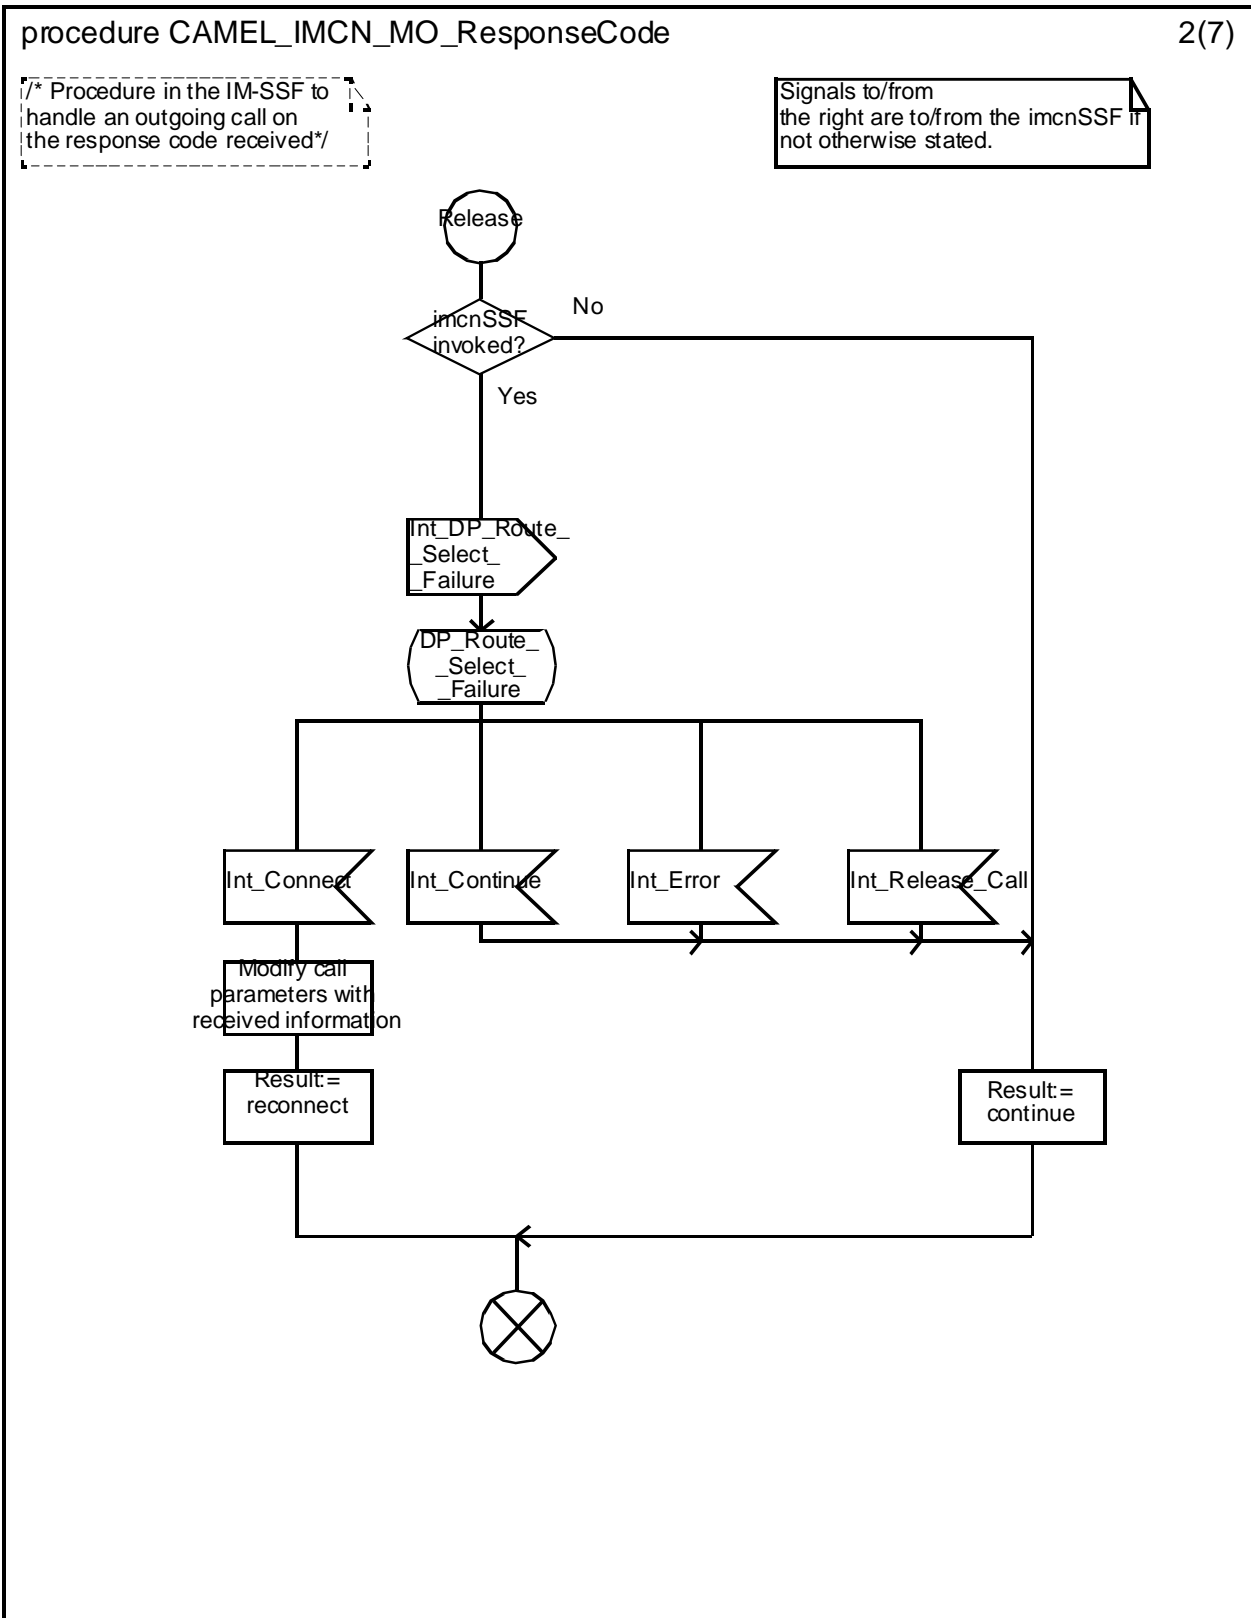 procedure CAMEL_IMCN_MO_ResponseCode
2(7)
/* Procedure in the IM-SSF to
handle an outgoing call on
the response code received*/
Signals to/from
the right are to/from the imcnSSF if
not otherwise stated.
Release
imcnSSF
invoked?
No
Yes
Int_DP_Route_
_Select_
_Failure
DP_Route_
_Select_
_Failure
Int_Connect
Int_Continue
Int_Error
Int_Release_Call
Modify call
parameters with
received information
Result:=
reconnect
Result:=
continue